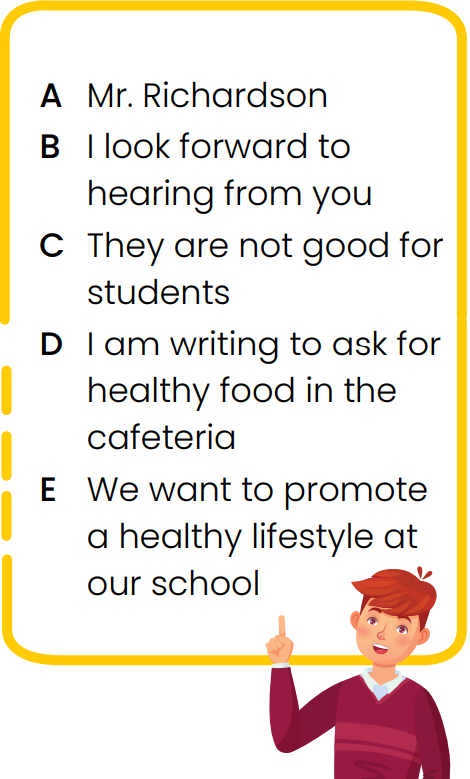 A Mr. Richardson
B I look forward to
hearing from you
C They are not good for
students
D I am writing to ask for
healthy food in the
cafeteria
E We want to promote
a healthy lifestyle at
our school